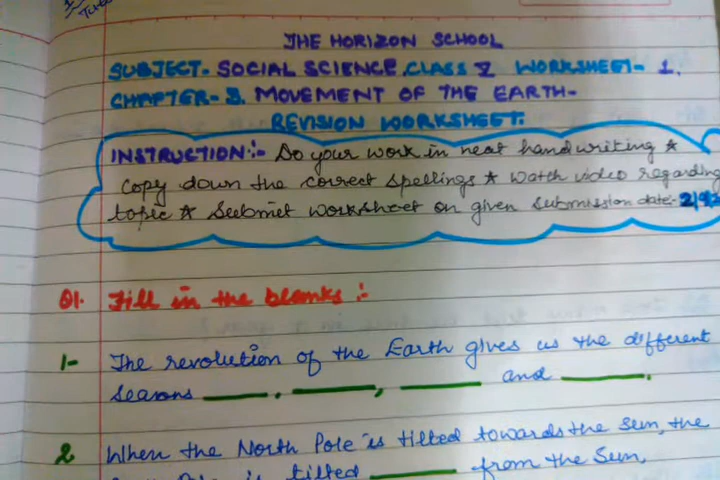 THE HORIZON SCHOOL
SUBJECT- SOCIAL SCIENCE CLASS V WORKSHEET- 1.
CHAPTER- 3. MOVEMENT OF THE EARTH-
REVISION WORKSHEET.
INSTRUCTION:- Do your work in neat handwriting ★
Copy down the correct spellings ★ Watch video regarding
topic ★ Submit worksheet on given submission date:-
Q1. Fill in the blanks :-
1- The revolution of the Earth gives us the different
seasons ____, ____, ____ and ____.
2 When the North Pole is tilted towards the sun, the
Pole is tilted ____ from the Sun.